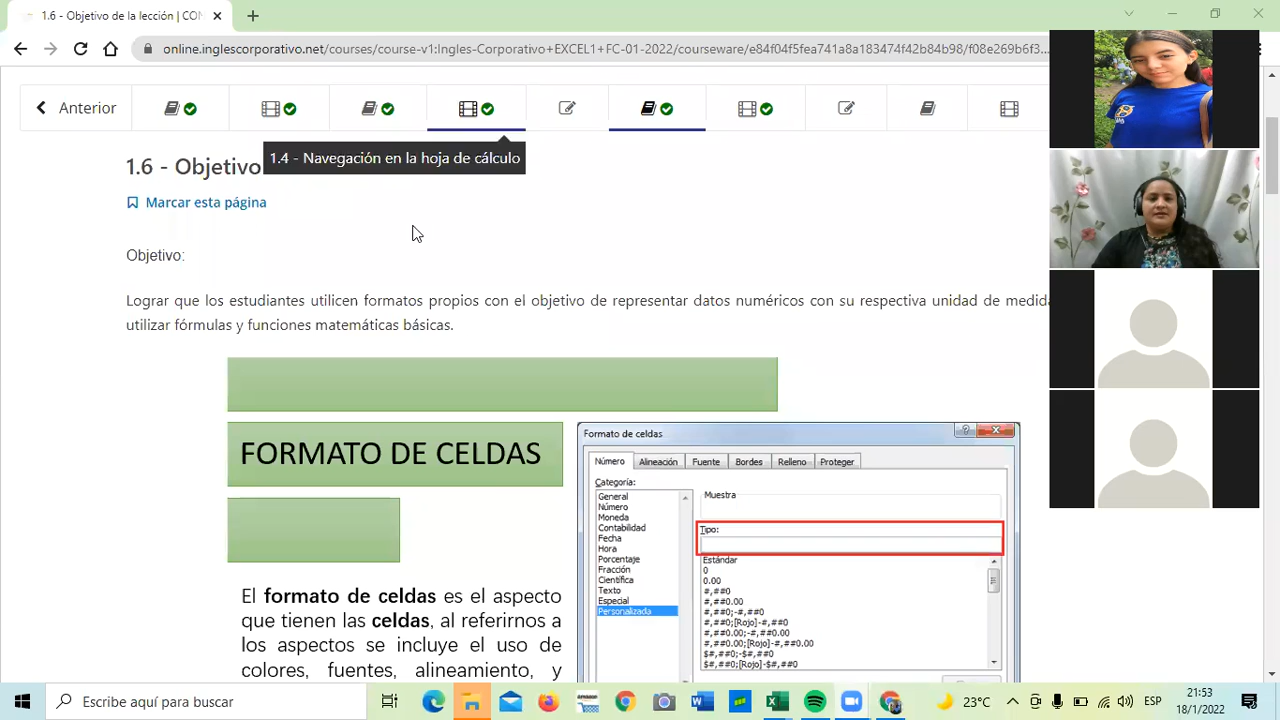 1.6 - Objetivo de la lección | CON
online.inglescorporativo.net/courses/course-v1:Ingles-Corporativo+EXCEL1+FC-01-2022/courseware/e84f04f5fea741a8a183474f42b84b98/f08e269b6f3...
Anterior
1.6 - Objetivo
1.4 - Navegación en la hoja de cálculo
Marcar esta página
Objetivo:
Lograr que los estudiantes utilicen formatos propios con el objetivo de representar datos numéricos con su respectiva unidad de medida
utilizar fórmulas y funciones matemáticas básicas.
FORMATO DE CELDAS
El formato de celdas es el aspecto
que tienen las celdas, al referirnos a
los aspectos se incluye el uso de
colores, fuentes, alineamiento, y
Formato de celdas
Número Alineación Fuente Bordes Relleno Proteger
Categoría:
General
Número
Moneda
Contabilidad
Fecha
Hora
Porcentaje
Fracción
Científica
Texto
Especial
Personalizada
Muestra
Tipo:
Estándar
0
0.00
#,##0
#,##0.00
#,##0;-#,##0
#,##0;[Rojo]-#,##0
#,##0.00;-#,##0.00
#,##0.00;[Rojo]-#,##0.00
$#,##0;-$#,##0
$#,##0;[Rojo]-$#,##0
Escribe aquí para buscar
23°C
ESP
21:53
18/1/2022